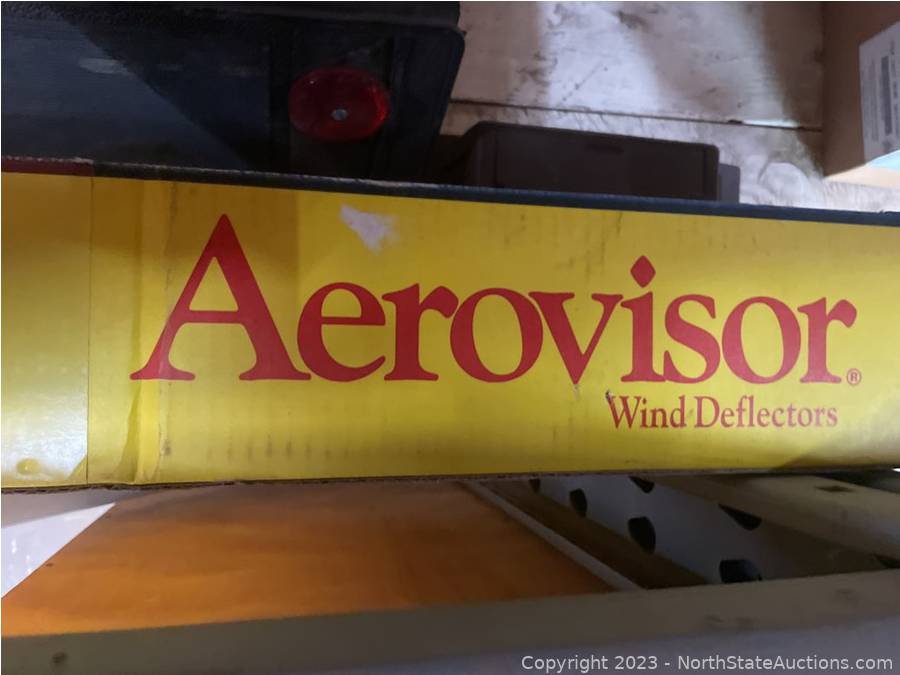 Aerovisor®
Wind Deflectors
Copyright 2023 - NorthStateAuctions.com